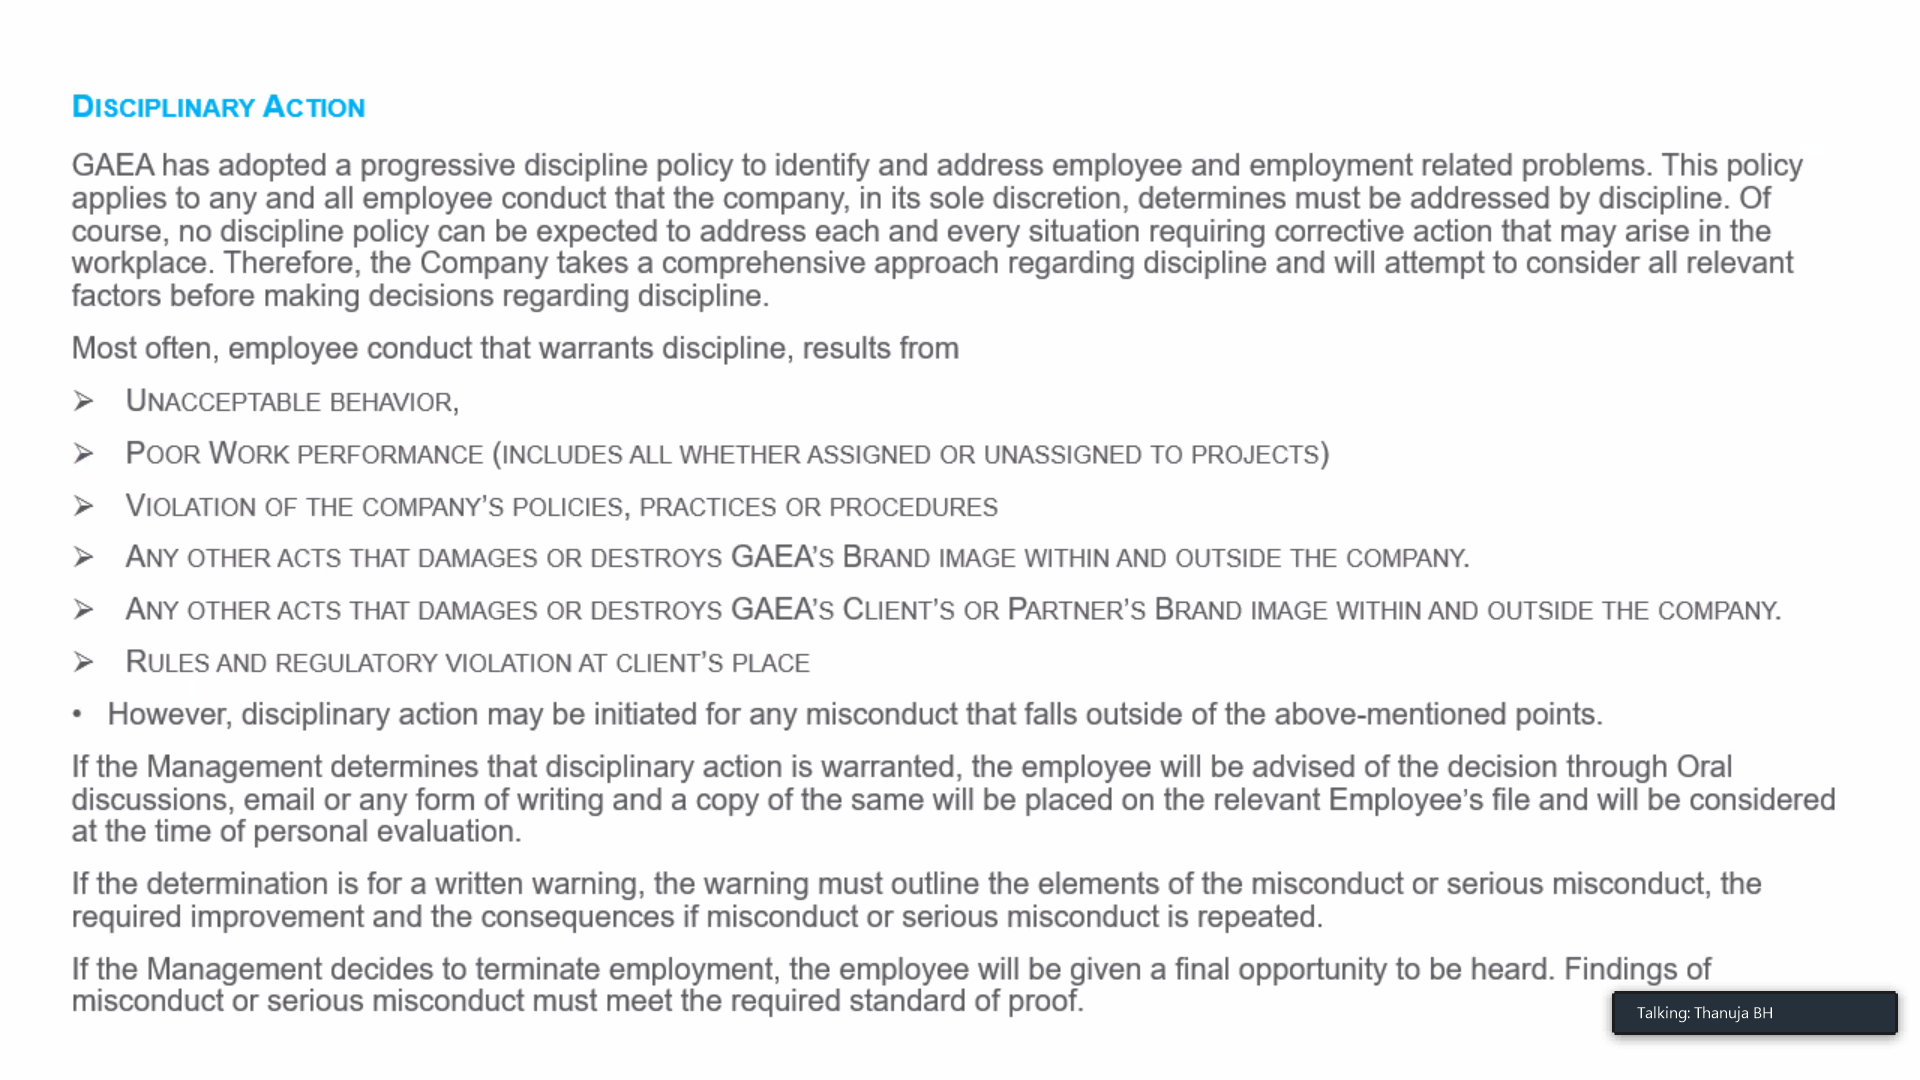 DISCIPLINARY ACTION
GAEA has adopted a progressive discipline policy to identify and address employee and employment related problems. This policy
applies to any and all employee conduct that the company, in its sole discretion, determines must be addressed by discipline. Of
course, no discipline policy can be expected to address each and every situation requiring corrective action that may arise in the
workplace. Therefore, the Company takes a comprehensive approach regarding discipline and will attempt to consider all relevant
factors before making decisions regarding discipline.
Most often, employee conduct that warrants discipline, results from
➢ UNACCEPTABLE BEHAVIOR,
➢ POOR WORK PERFORMANCE (INCLUDES ALL WHETHER ASSIGNED OR UNASSIGNED TO PROJECTS)
➢ VIOLATION OF THE COMPANY’S POLICIES, PRACTICES OR PROCEDURES
➢ ANY OTHER ACTS THAT DAMAGES OR DESTROYS GAEA’S BRAND IMAGE WITHIN AND OUTSIDE THE COMPANY.
➢ ANY OTHER ACTS THAT DAMAGES OR DESTROYS GAEA’S CLIENT’S OR PARTNER’S BRAND IMAGE WITHIN AND OUTSIDE THE COMPANY.
➢ RULES AND REGULATORY VIOLATION AT CLIENT’S PLACE
• However, disciplinary action may be initiated for any misconduct that falls outside of the above-mentioned points.
If the Management determines that disciplinary action is warranted, the employee will be advised of the decision through Oral
discussions, email or any form of writing and a copy of the same will be placed on the relevant Employee’s file and will be considered
at the time of personal evaluation.
If the determination is for a written warning, the warning must outline the elements of the misconduct or serious misconduct, the
required improvement and the consequences if misconduct or serious misconduct is repeated.
If the Management decides to terminate employment, the employee will be given a final opportunity to be heard. Findings of
misconduct or serious misconduct must meet the required standard of proof.
Talking: Thanuja BH